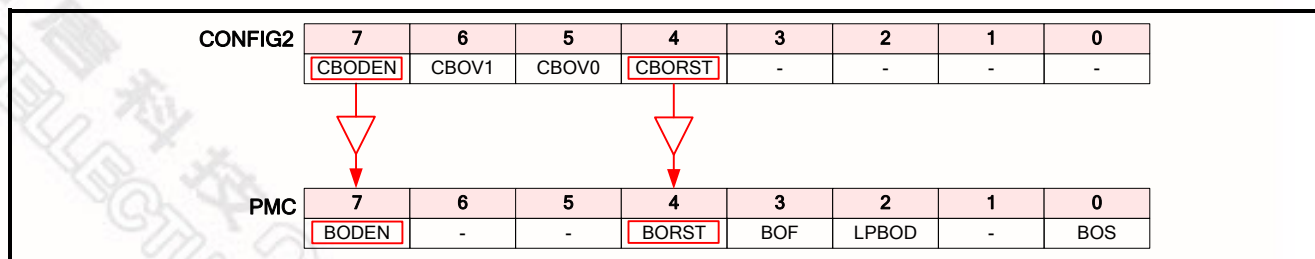 CONFIG2 7 6 5 4 3 2 1 0
CBODEN CBOV1 CBOV0 CBORST - - - -
PMC 7 6 5 4 3 2 1 0
BODEN - - BORST BOF LPBOD - BOS